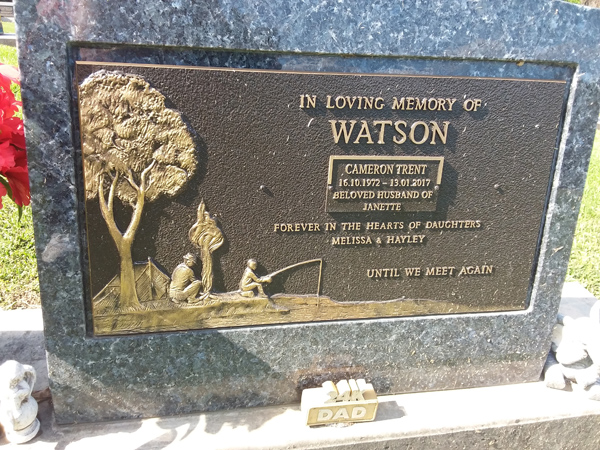 IN LOVING MEMORY OF
WATSON
CAMERON TRENT
16.10.1972 – 13.01.2017
BELOVED HUSBAND OF
JANETTE
FOREVER IN THE HEARTS OF DAUGHTERS
MELISSA & HAYLEY
UNTIL WE MEET AGAIN
24K
DAD